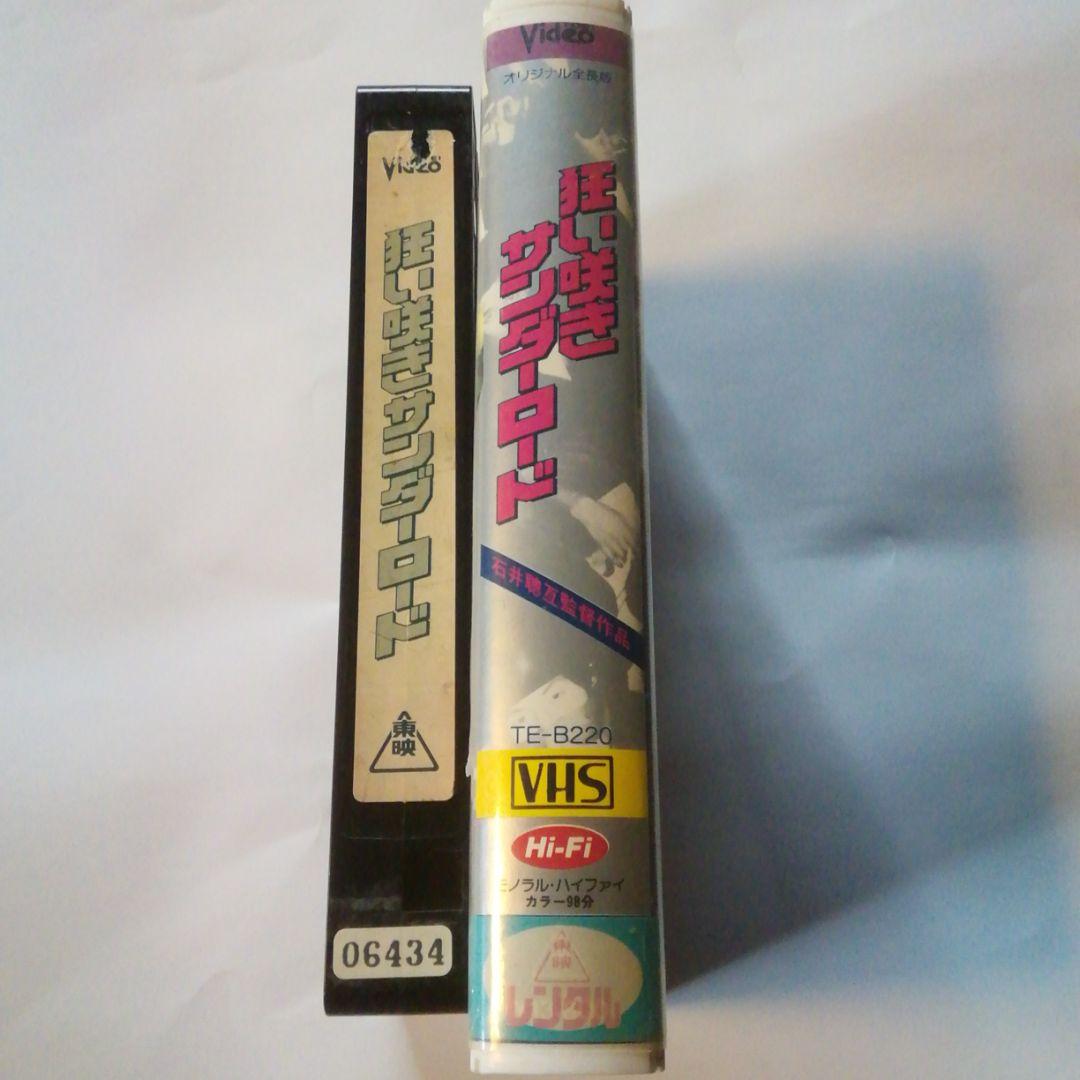 Video
狂い咲きサンダーロード
東映
06434
Video
オリジナル全長版
狂い咲き
サンダーロード
石井聰互監督作品
TE-B220
VHS
Hi-Fi
モノラル・ハイファイ
カラー98分
東映
レンタル